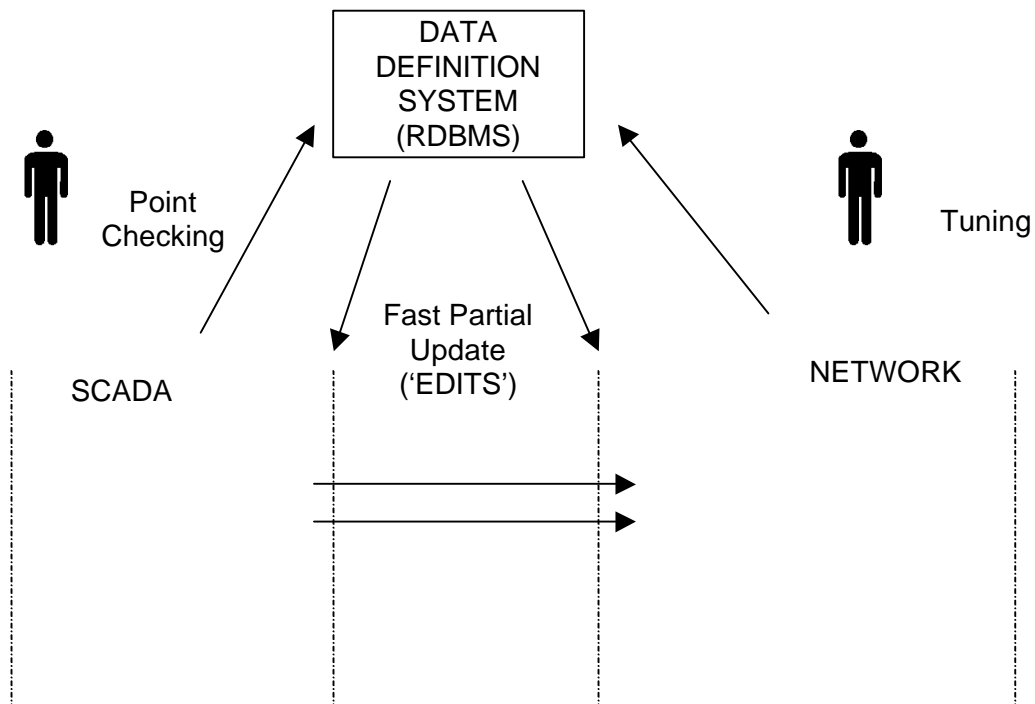 DATA
DEFINITION
SYSTEM
(RDBMS)
Point
Checking
Tuning
Fast Partial
Update
(‘EDITS’)
SCADA
NETWORK